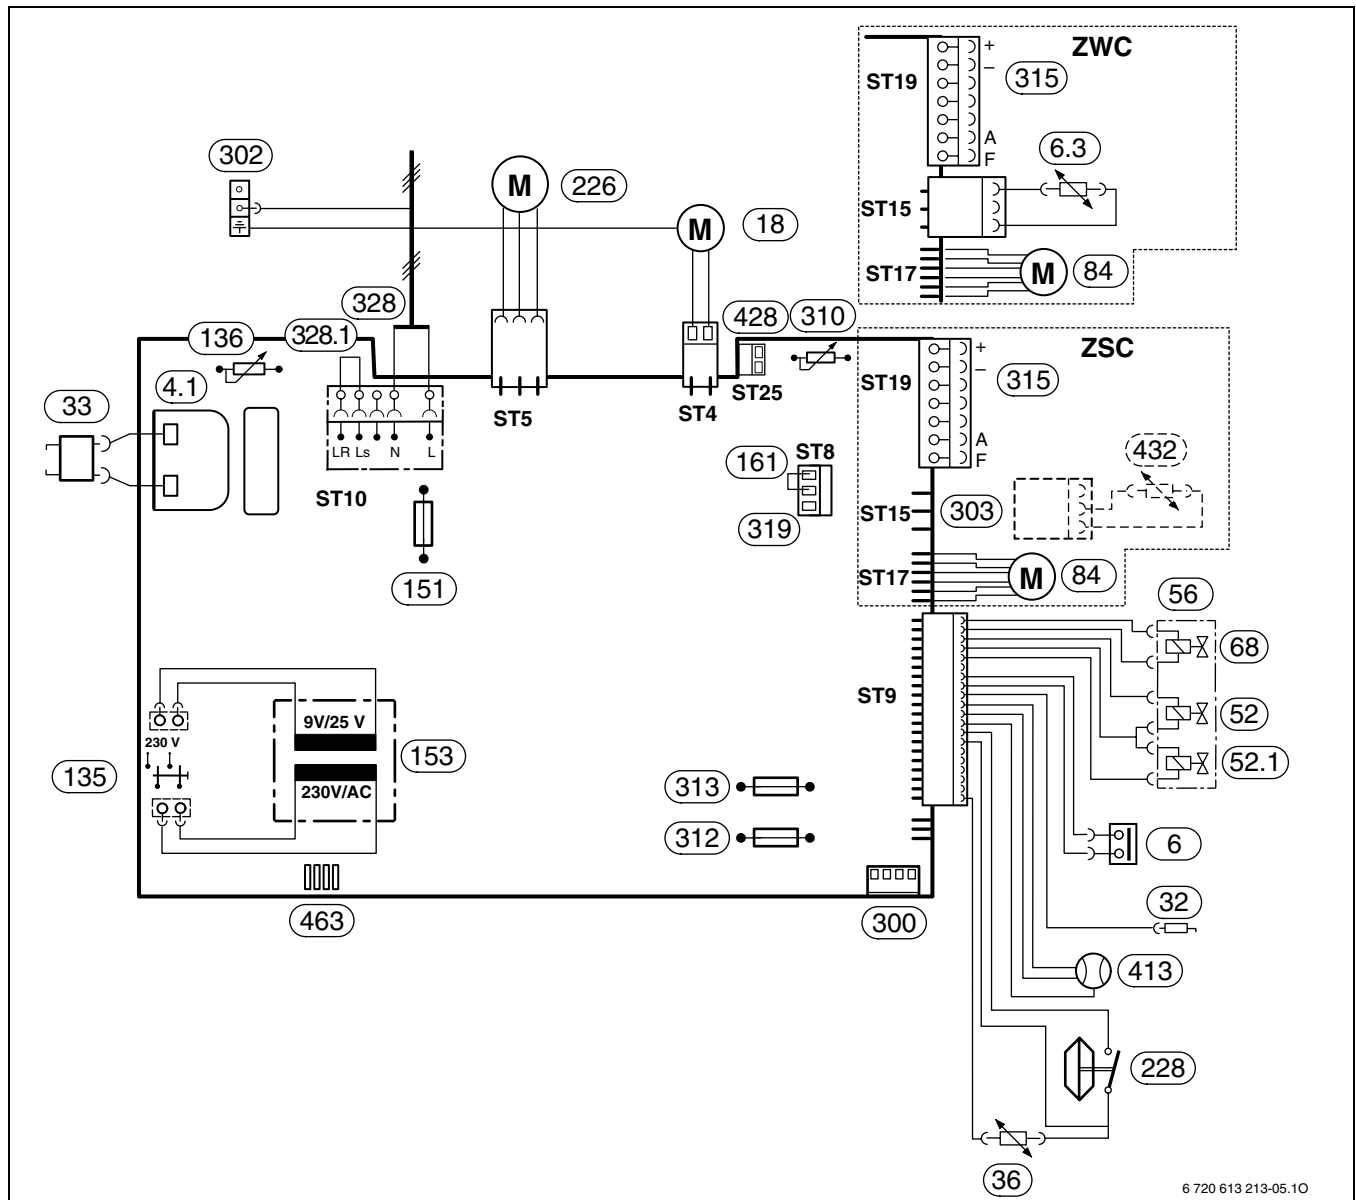 ZWC
+
–
ST19
315
A
F
6.3
ST15
ST17
M
84
302
M
226
M
18
328
428
310
136
328.1
ZSC
+
–
ST19
315
4.1
33
ST25
ST5
ST4
A
F
432
LR
Ls
N
L
161
ST8
ST10
ST15
303
319
ST17
M
84
151
56
68
ST9
9V/25 V
52
230 V
153
52.1
135
230V/AC
313
312
6
463
300
32
413
228
36
6 720 613 213-05.1O